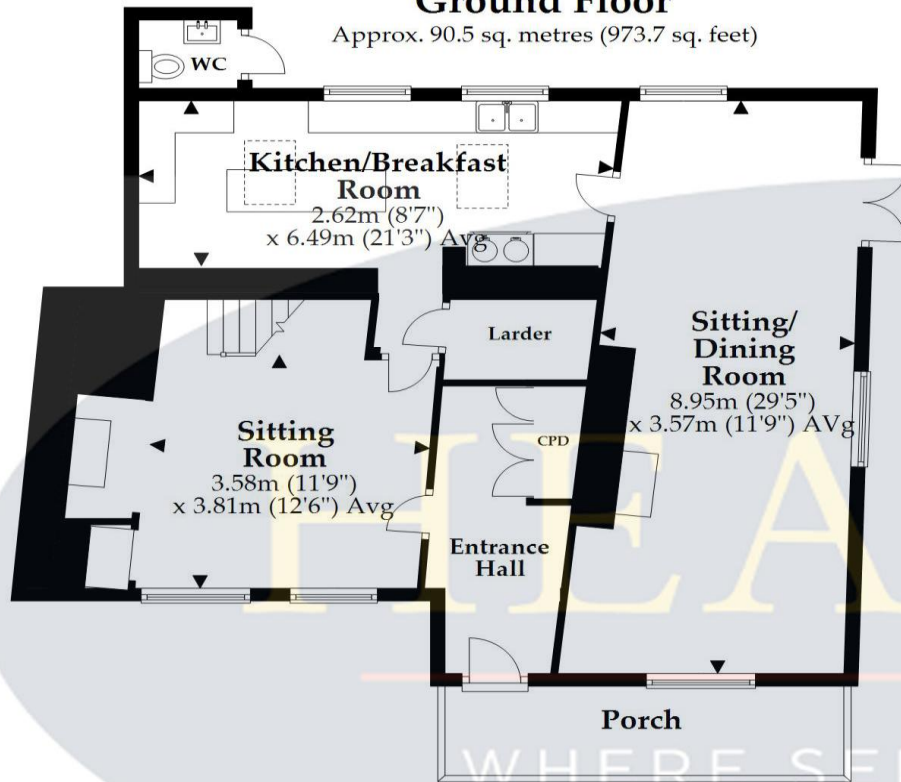 Ground Floor
Approx. 90.5 sq. metres (973.7 sq. feet)
WC
Kitchen/Breakfast
Room
2.62m (8'7")
x 6.49m (21'3") Avg
Larder
Sitting/
Dining
Room
8.95m (29'5")
x 3.57m (11'9") AVg
Sitting
Room
3.58m (11'9")
x 3.81m (12'6") Avg
CPD
Entrance
Hall
HEA
Porch
WHERE SE